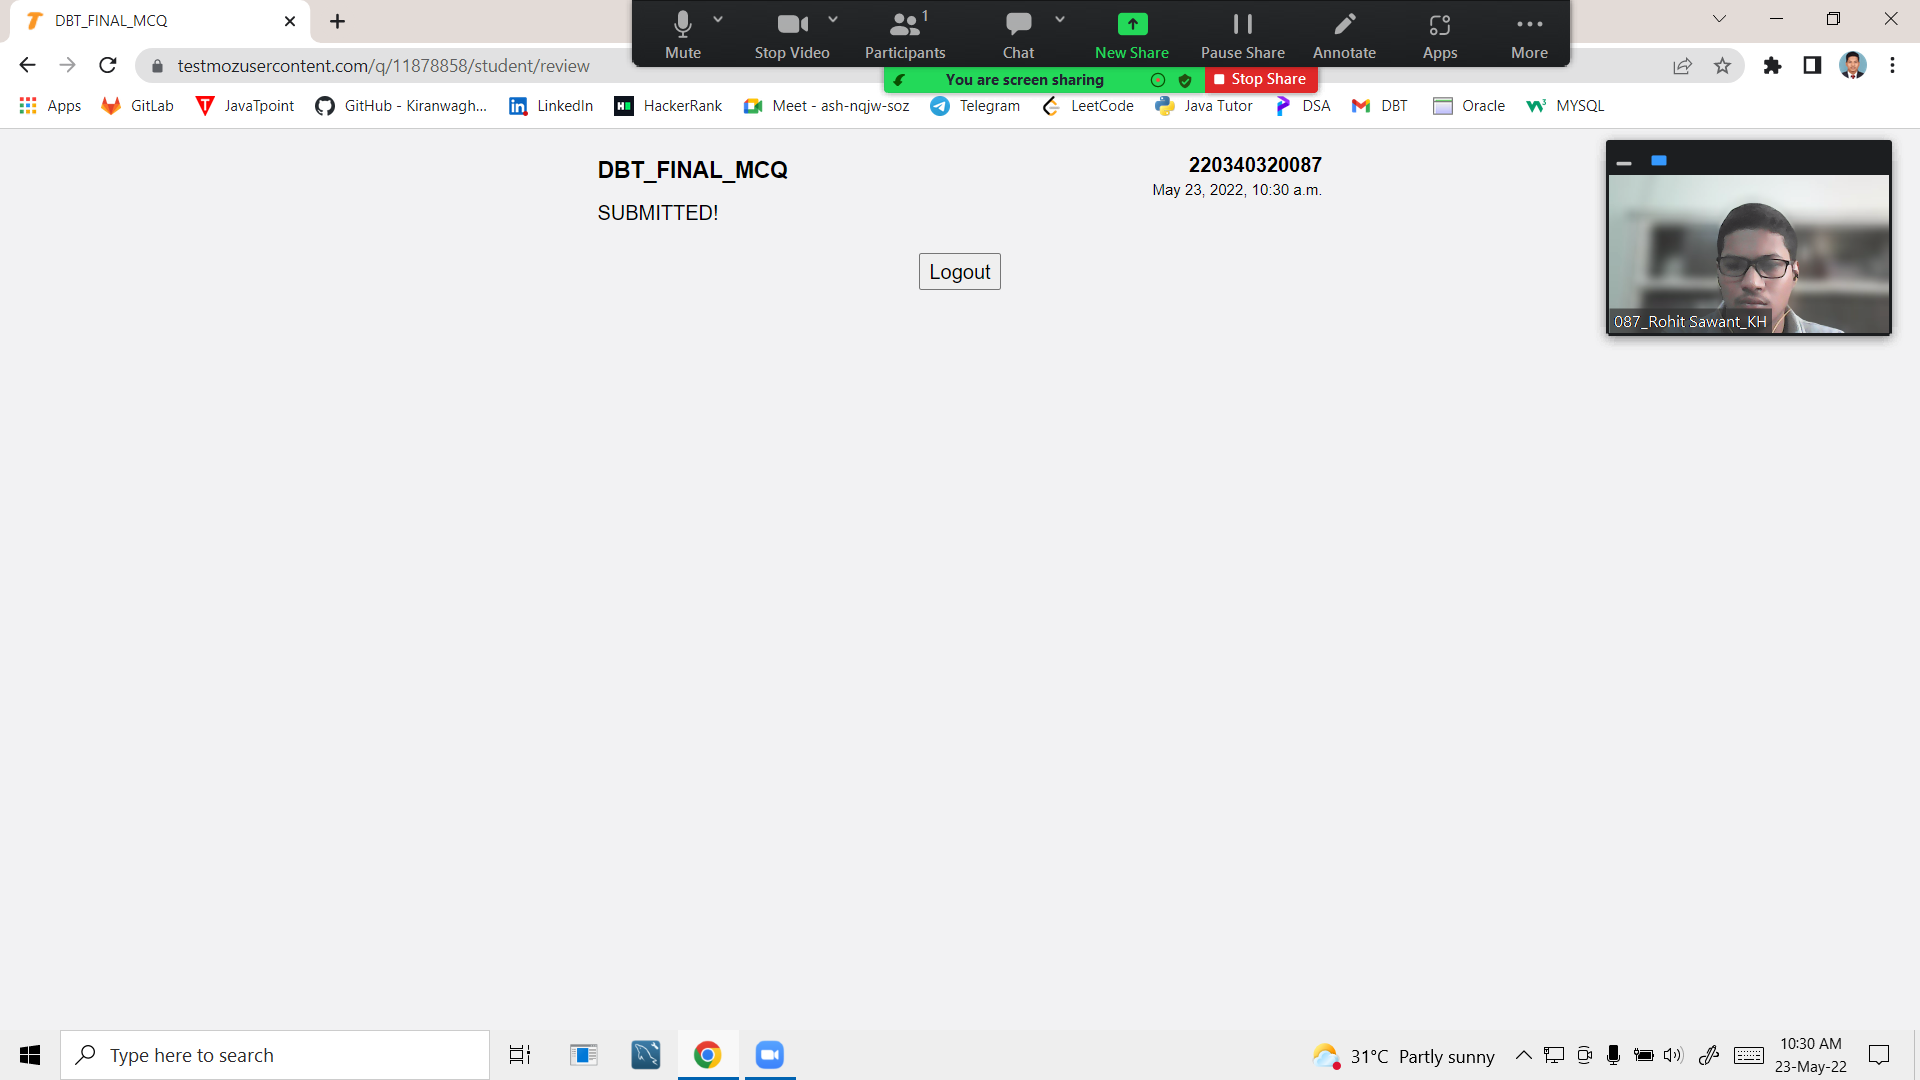 DBT_FINAL_MCQ
Mute
Stop Video
Participants
1
Chat
New Share
Pause Share
Annotate
Apps
More
testmozusercontent.com/q/11878858/student/review
You are screen sharing
Stop Share
Apps
GitLab
JavaTpoint
GitHub - Kiranwagh...
LinkedIn
HackerRank
Meet - ash-nqjw-soz
Telegram
LeetCode
Java Tutor
DSA
DBT
Oracle
MYSQL
DBT_FINAL_MCQ
220340320087
May 23, 2022, 10:30 a.m.
SUBMITTED!
Logout
087_Rohit Sawant_KH
Type here to search
31°C Partly sunny
10:30 AM
23-May-22